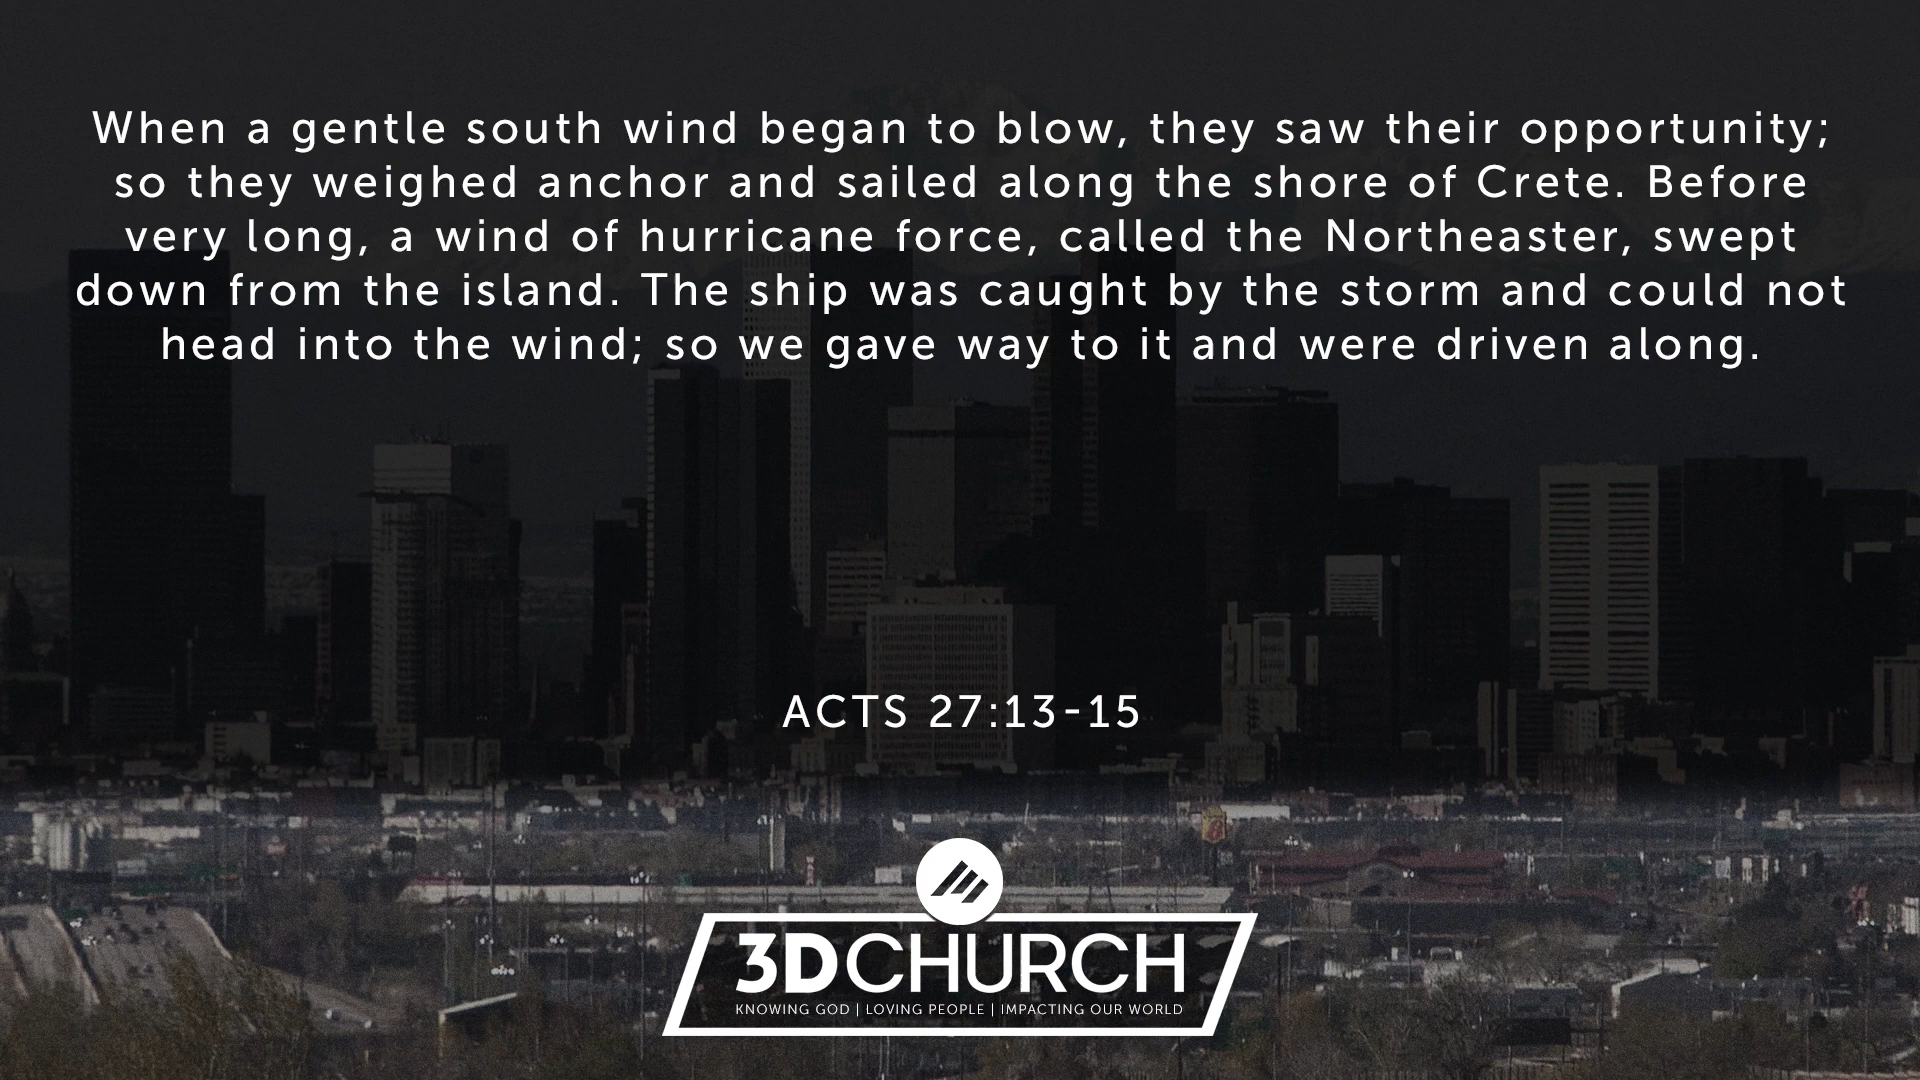 When a gentle south wind began to blow, they saw their opportunity;
so they weighed anchor and sailed along the shore of Crete. Before
very long, a wind of hurricane force, called the Northeaster, swept
down from the island. The ship was caught by the storm and could not
head into the wind; so we gave way to it and were driven along.
ACTS 27:13-15
3DCHURCH
KNOWING GOD | LOVING PEOPLE | IMPACTING OUR WORLD